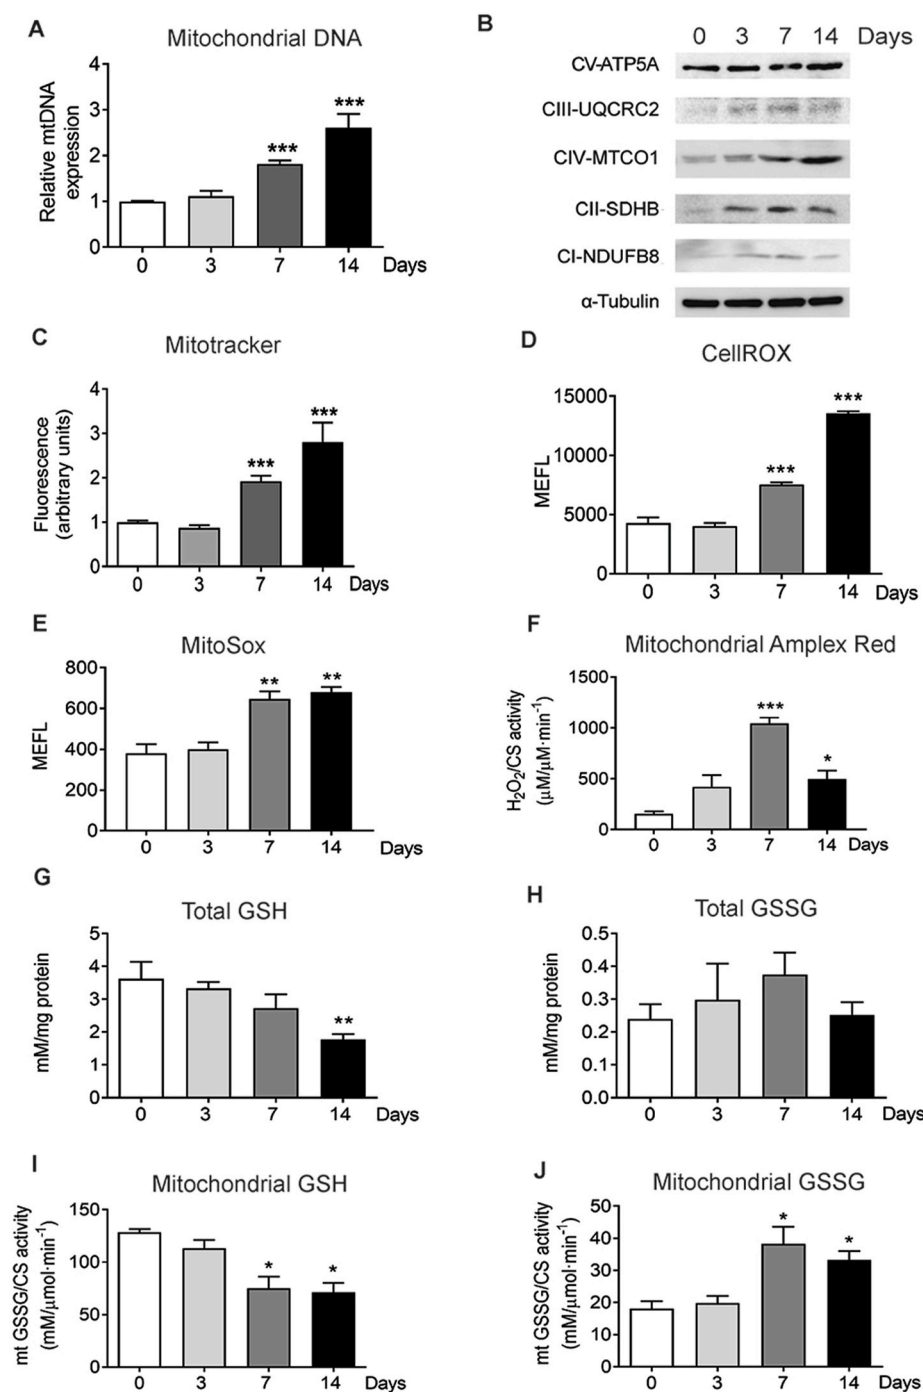 A
Mitochondrial DNA
Relative mtDNA
expression
4
3
2
1
0
***
***
0 3 7 14 Days
B
0 3 7 14 Days
CV-ATP5A
CIII-UQCRC2
CIV-MTCO1
CII-SDHB
CI-NDUFB8
α-Tubulin
C
Mitotracker
Fluorescence
(arbitrary units)
4
3
2
1
0
***
***
0 3 7 14 Days
D
CellROX
MEFL
15000
10000
5000
0
***
***
0 3 7 14 Days
E
MitoSox
MEFL
800
600
400
200
0
**
**
0 3 7 14 Days
F
Mitochondrial Amplex Red
H₂O₂/CS activity
(μM/μM·min⁻¹)
1500
1000
500
0
***
*
0 3 7 14 Days
G
Total GSH
mM/mg protein
5
4
3
2
1
0
**
0 3 7 14 Days
H
Total GSSG
mM/mg protein
0.5
0.4
0.3
0.2
0.1
0.0
0 3 7 14 Days
I
Mitochondrial GSH
mt GSSG/CS activity
(mM/μmol·min⁻¹)
150
100
50
0
*
*
0 3 7 14 Days
J
Mitochondrial GSSG
mt GSSG/CS activity
(mM/μmol·min⁻¹)
50
40
30
20
10
0
*
*
0 3 7 14 Days